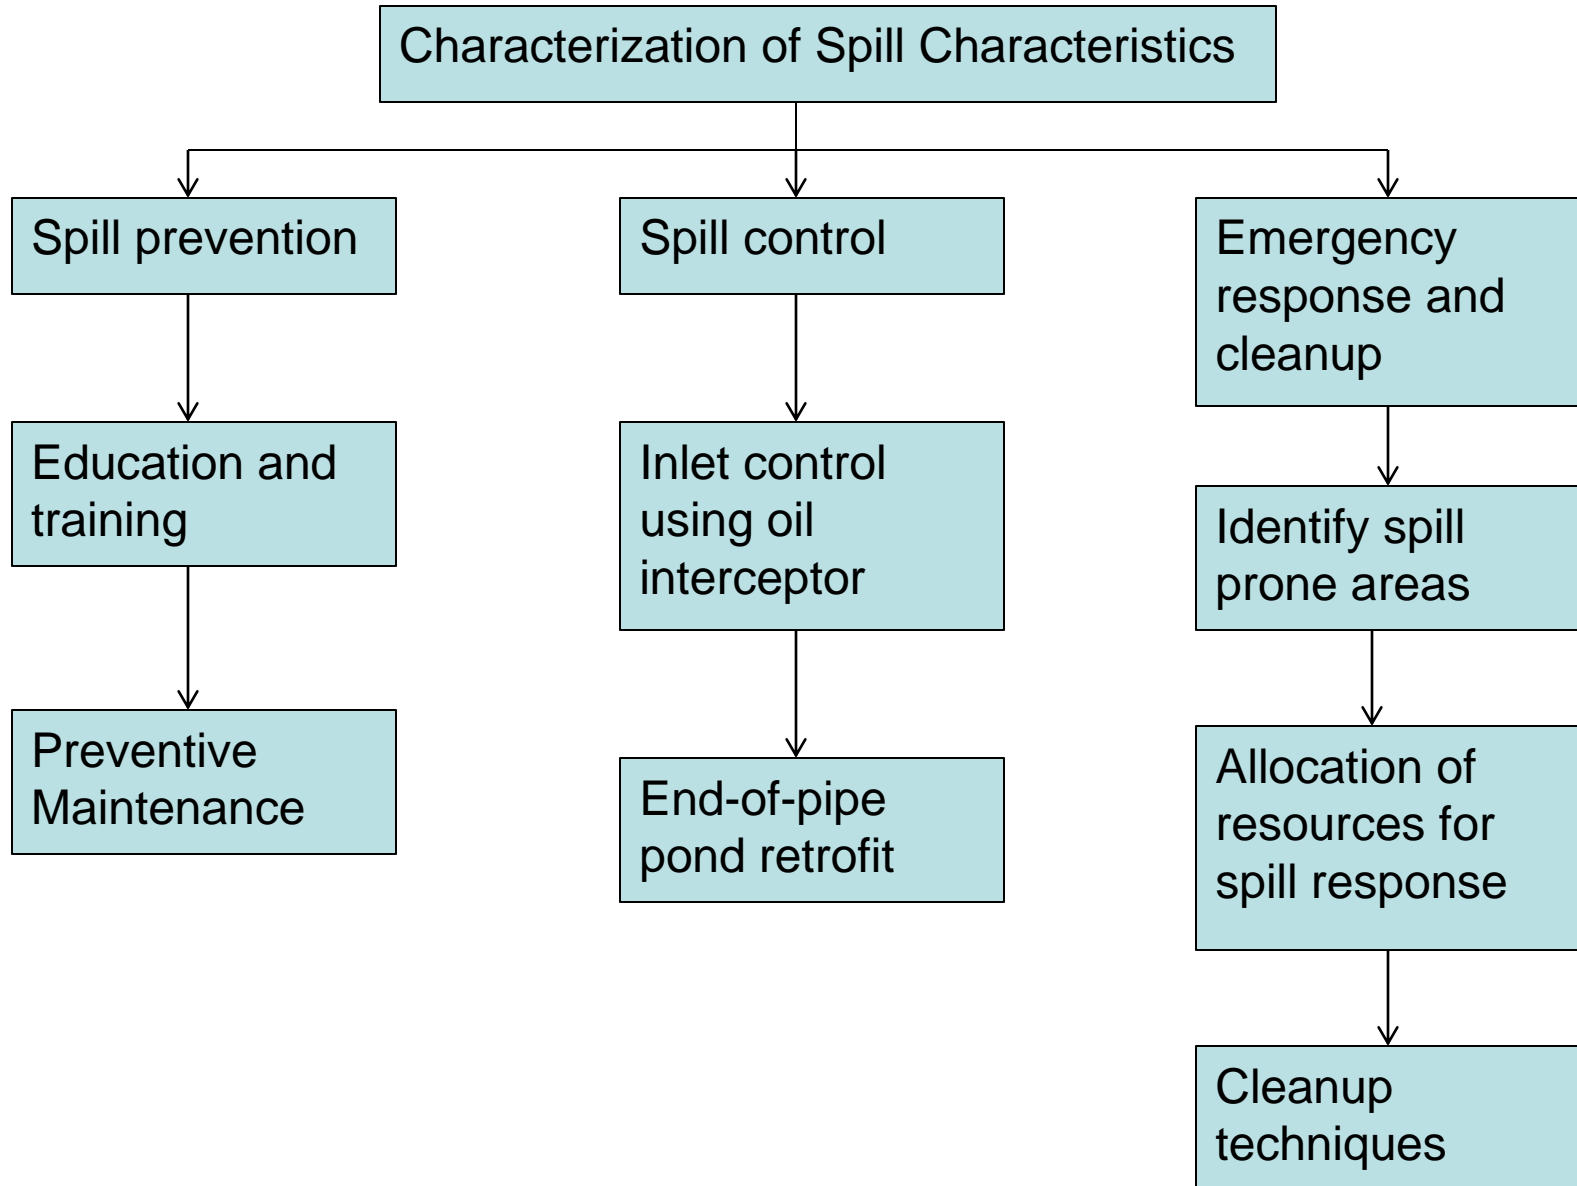 Characterization of Spill Characteristics
Spill prevention
Education and
training
Preventive
Maintenance
Spill control
Inlet control
using oil
interceptor
End-of-pipe
pond retrofit
Emergency
response and
cleanup
Identify spill
prone areas
Allocation of
resources for
spill response
Cleanup
techniques